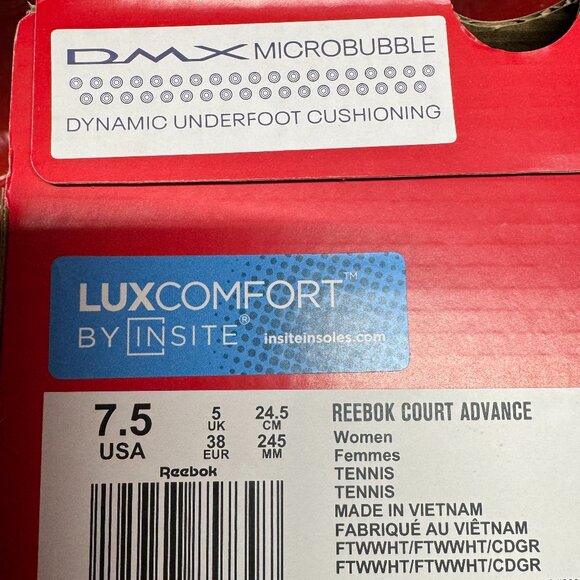 DMX MICROBUBBLE
DYNAMIC UNDERFOOT CUSHIONING
LUXCOMFORT™
BY INSITE®
insiteinsoles.com
7.5
USA
5
UK
38
EUR
24.5
CM
245
MM
Reebok
REEBOK COURT ADVANCE
Women
Femmes
TENNIS
TENNIS
MADE IN VIETNAM
FABRIQUÉ AU VIÊTNAM
FTWWHT/FTWWHT/CDGR
FTWWHT/FTWWHT/CDGR